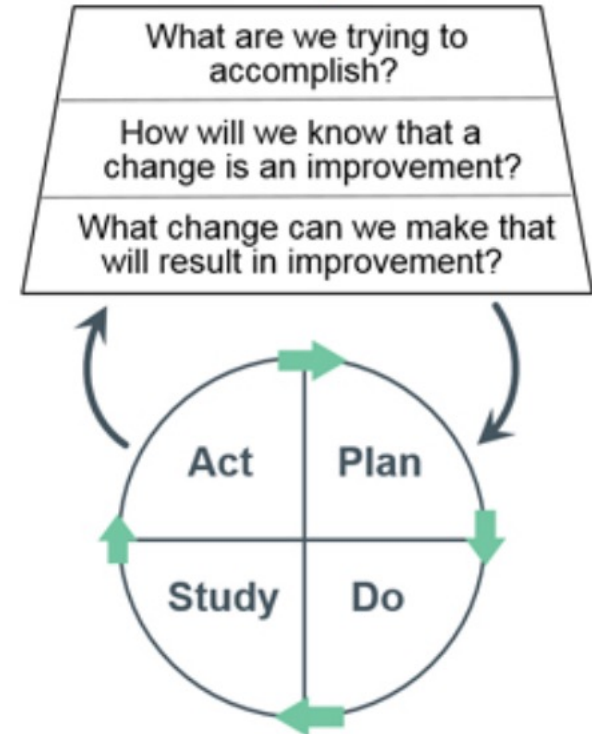 What are we trying to
accomplish?
How will we know that a
change is an improvement?
What change can we make that
will result in improvement?
Act
Plan
Study
Do